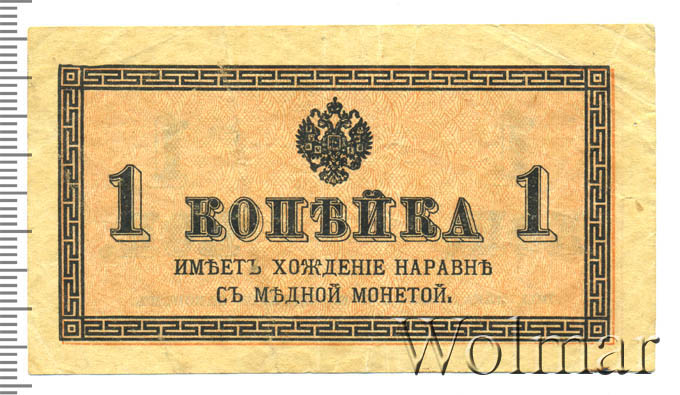 1 КОПѢЙКА 1
ИМѢЕТЪ ХОЖДЕНІЕ НАРАВНѢ
СЪ МѢДНОЙ МОНЕТОЙ.
Wolmar